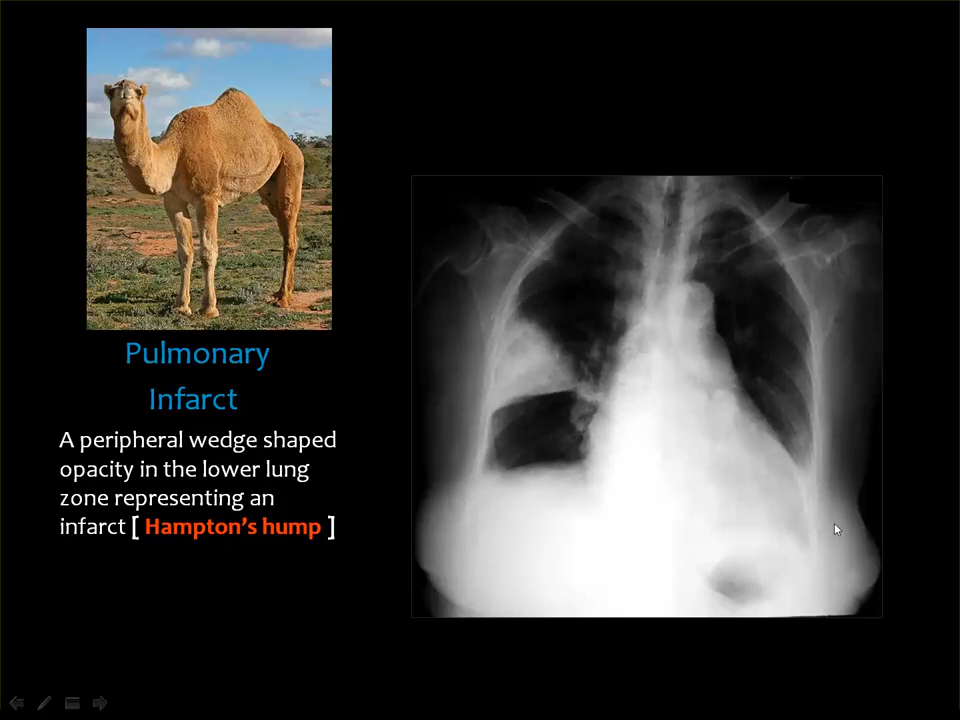 Pulmonary
Infarct
A peripheral wedge shaped
opacity in the lower lung
zone representing an
infarct [ Hampton’s hump ]